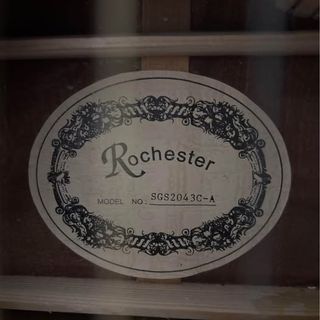 Rochester
MODEL NO.: SGS2043C-A